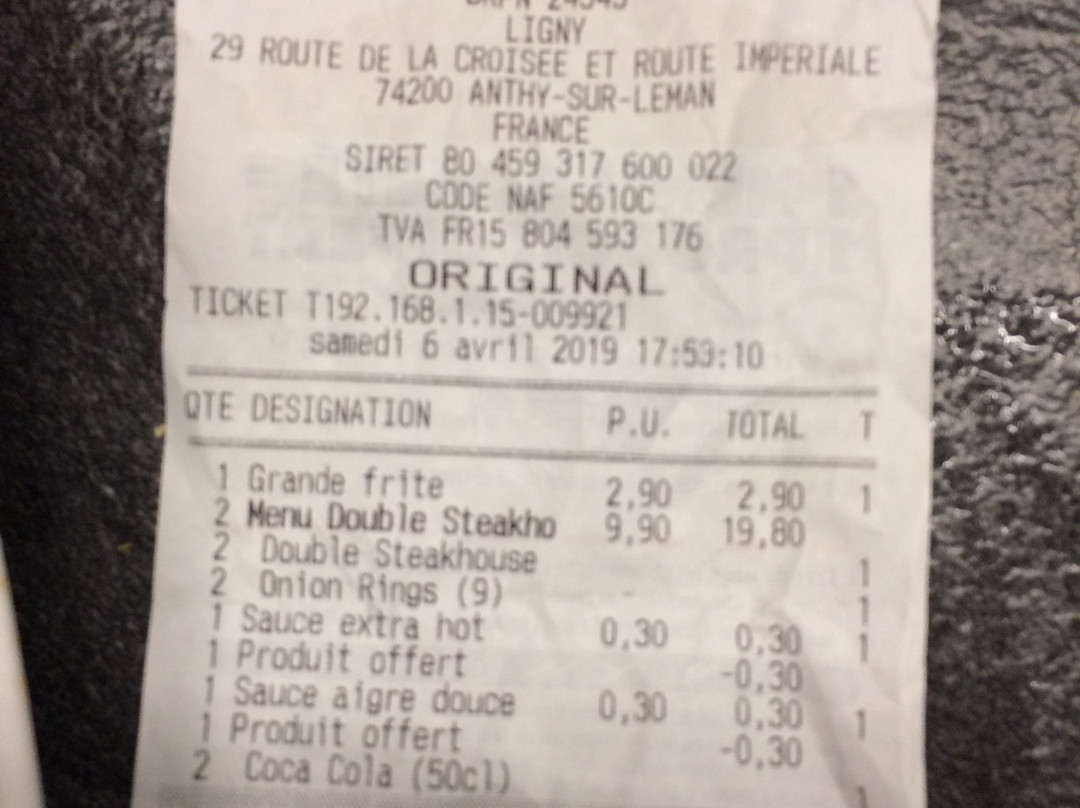 LIGNY
29 ROUTE DE LA CROISEE ET ROUTE IMPERIALE
74200 ANTHY-SUR-LEMAN
FRANCE
SIRET 80 459 317 600 022
CODE NAF 5610C
TVA FR15 804 593 176
ORIGINAL
TICKET T192.168.1.15-009921
samedi 6 avril 2019 17:53:10
QTE DESIGNATION P.U. TOTAL T
1 Grande frite 2,90 2,90 1
2 Menu Double Steakho 9,90 19,80
2 Double Steakhouse 1
2 Onion Rings (9) 1
1 Sauce extra hot 0,30 0,30 1
1 Produit offert -0,30
1 Sauce aigre douce 0,30 0,30 1
1 Produit offert -0,30
2 Coca Cola (50cl) 1